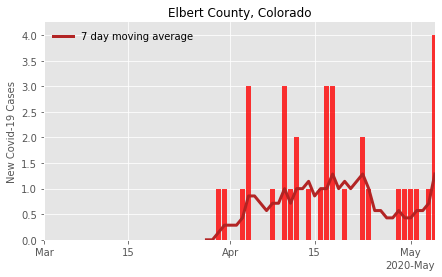 Elbert County, Colorado
7 day moving average
New Covid-19 Cases
4.0
3.5
3.0
2.5
2.0
1.5
1.0
0.5
0.0
Mar 15 Apr 15 May
2020-May